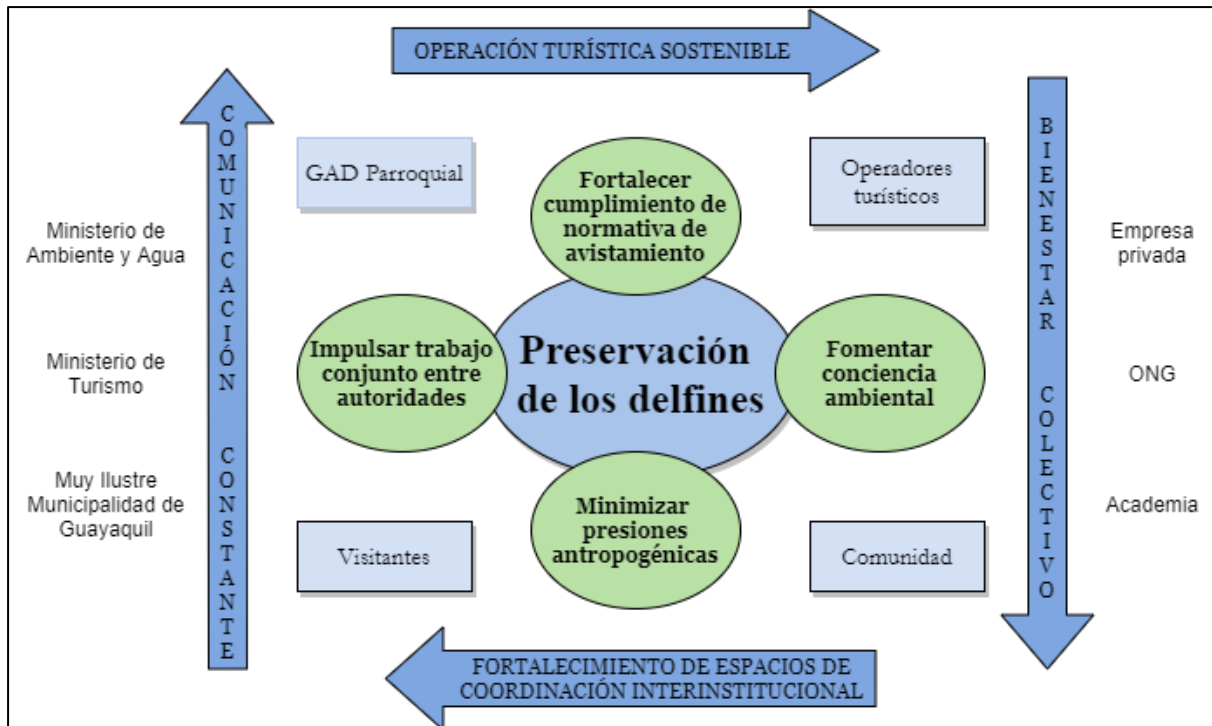 OPERACIÓN TURÍSTICA SOSTENIBLE
COMUNICACIÓN CONSTANTE
BIENESTAR COLECTIVO
GAD Parroquial
Fortalecer
cumplimiento de
normativa de
avistamiento
Operadores
turísticos
Ministerio de
Ambiente y Agua
Empresa
privada
Ministerio de
Turismo
Impulsar trabajo
conjunto entre
autoridades
Preservación
de los delfines
Fomentar
conciencia
ambiental
ONG
Muy Ilustre
Municipalidad de
Guayaquil
Minimizar
presiones
antropogénicas
Academia
Visitantes
Comunidad
FORTALECIMIENTO DE ESPACIOS DE
COORDINACIÓN INTERINSTITUCIONAL